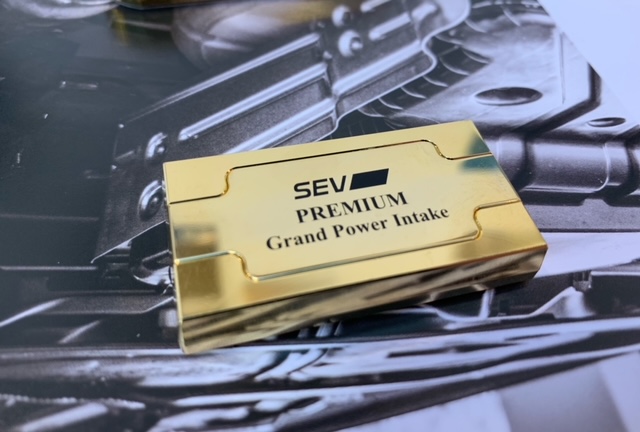 SEV
PREMIUM
Grand Power Intake